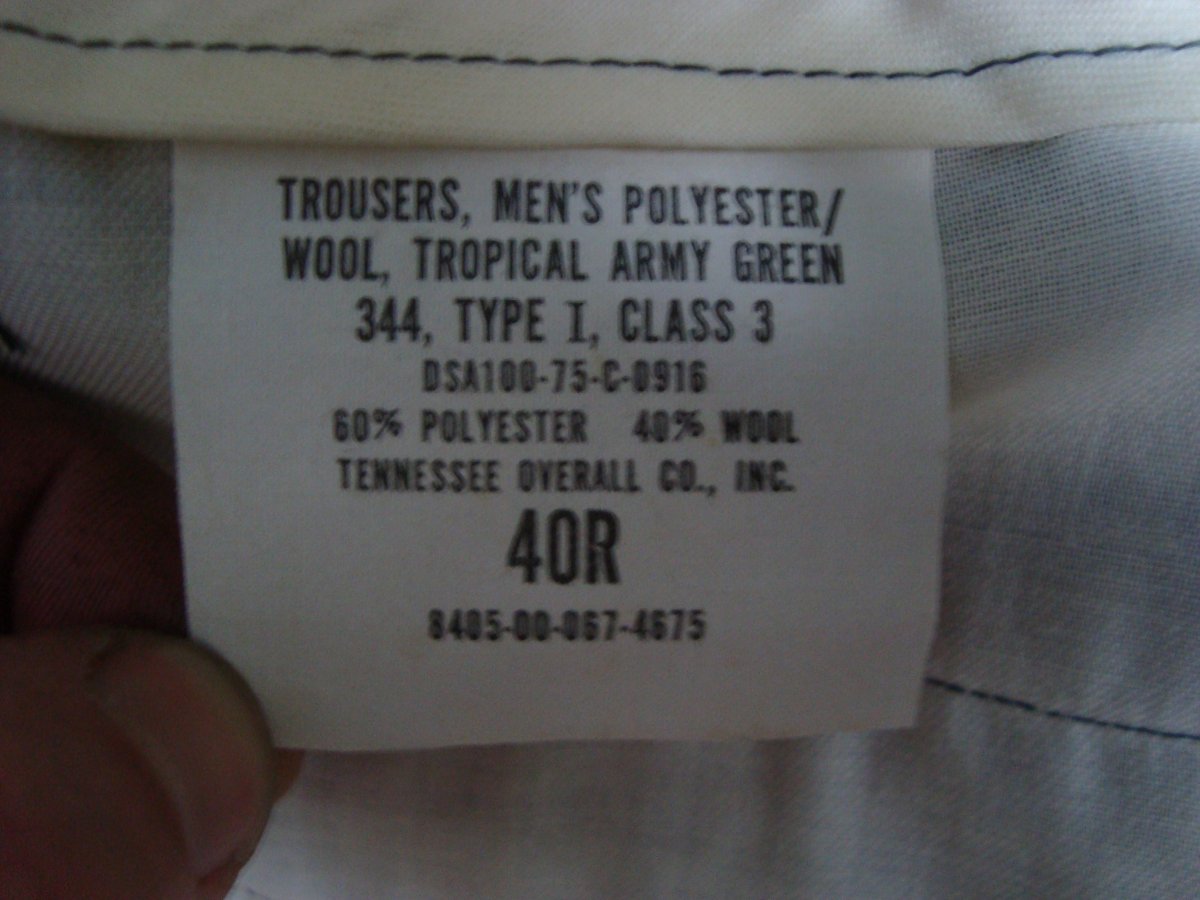 TROUSERS, MEN'S POLYESTER/
WOOL, TROPICAL ARMY GREEN
344, TYPE I, CLASS 3
DSA100-75-C-0916
60% POLYESTER 40% WOOL
TENNESSEE OVERALL CO., INC.
40R
8405-00-067-4675